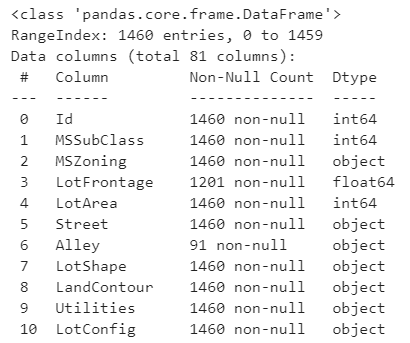 <class 'pandas.core.frame.DataFrame'>
RangeIndex: 1460 entries, 0 to 1459
Data columns (total 81 columns):
 #   Column         Non-Null Count  Dtype
---  ------         --------------  -----
 0   Id             1460 non-null   int64
 1   MSSubClass     1460 non-null   int64
 2   MSZoning       1460 non-null   object
 3   LotFrontage    1201 non-null   float64
 4   LotArea        1460 non-null   int64
 5   Street         1460 non-null   object
 6   Alley          91 non-null     object
 7   LotShape       1460 non-null   object
 8   LandContour    1460 non-null   object
 9   Utilities      1460 non-null   object
 10  LotConfig      1460 non-null   object